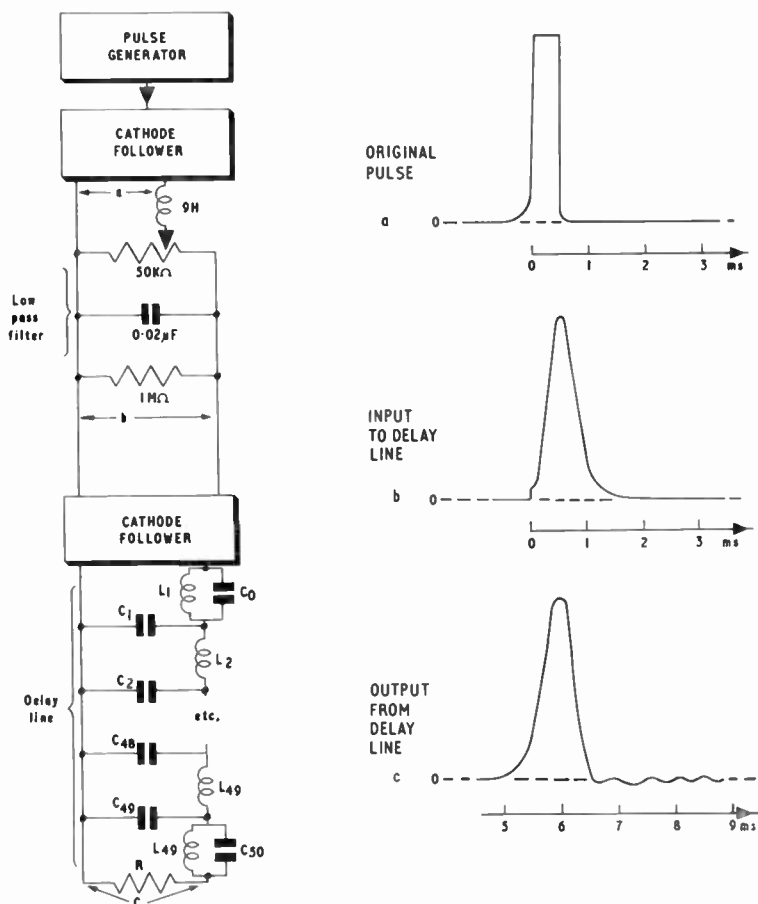 PULSE
GENERATOR
CATHODE
FOLLOWER
a
9H
50KΩ
Low
pass
filter
0·02µF
1MΩ
b
CATHODE
FOLLOWER
L1
C0
C1
L2
C2
etc.
Delay
line
C48
L49
C49
L49
C50
R
C
ORIGINAL
PULSE
a 0
0 1 2 3 ms
INPUT
TO DELAY
LINE
b 0
0 1 2 3 ms
OUTPUT
FROM
DELAY
LINE
c 0
5 6 7 8 9 ms